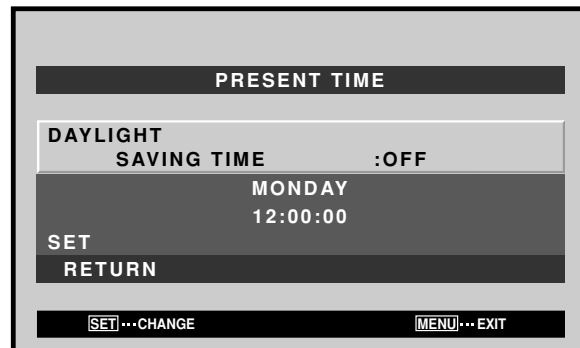 PRESENT TIME
DAYLIGHT
SAVING TIME :OFF
MONDAY
12:00:00
SET
RETURN
SET ··· CHANGE MENU ··· EXIT